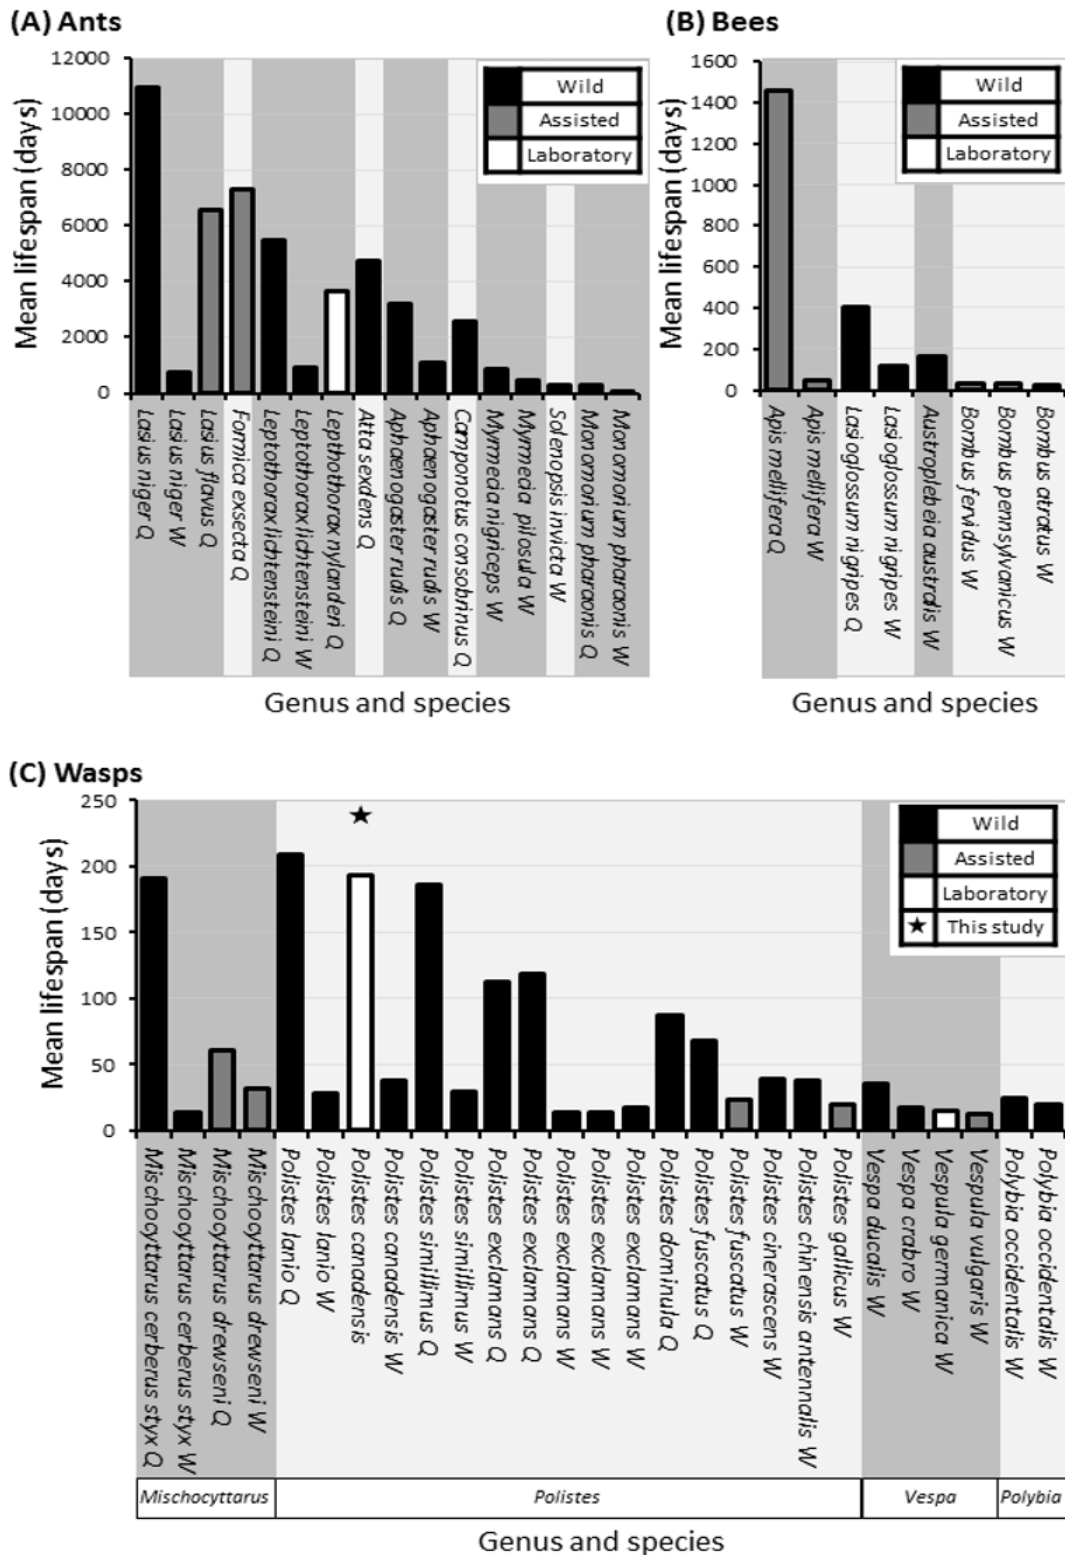 (A) Ants
Mean lifespan (days)
12000
10000
8000
6000
4000
2000
0
Wild
Assisted
Laboratory
Lasius niger Q
Lasius niger W
Lasius flavus Q
Formica exsecta Q
Leptothorax lichtensteini Q
Leptothorax lichtensteini W
Lepthothorax nylanderi Q
Atta sexdens Q
Aphaenogaster rudis Q
Aphaenogaster rudis W
Camponotus consobrinus Q
Myrmecia nigriceps W
Myrmecia pilosula W
Solenopsis invicta W
Monomorium pharaonis Q
Monomorium pharaonis W
Genus and species
(B) Bees
Mean lifespan (days)
1600
1400
1200
1000
800
600
400
200
0
Wild
Assisted
Laboratory
Apis mellifera Q
Apis mellifera W
Lasioglossum nigripes Q
Lasioglossum nigripes W
Austroplebeia australis W
Bombus fervidus W
Bombus pennsylvanicus W
Bombus atratus W
Genus and species
(C) Wasps
Mean lifespan (days)
250
200
150
100
50
0
Wild
Assisted
Laboratory
★ This study
★
Mischocyttarus cerberus styx Q
Mischocyttarus cerberus styx W
Mischocyttarus drewseni Q
Mischocyttarus drewseni W
Polistes lanio Q
Polistes lanio W
Polistes canadensis
Polistes canadensis W
Polistes simillimus Q
Polistes simillimus W
Polistes exclamans Q
Polistes exclamans Q
Polistes exclamans W
Polistes exclamans W
Polistes exclamans W
Polistes dominula Q
Polistes fuscatus Q
Polistes fuscatus W
Polistes cinerascens W
Polistes chinensis antennalis W
Polistes gallicus W
Vespa ducalis W
Vespa crabro W
Vespula germanica W
Vespula vulgaris W
Polybia occidentalis W
Polybia occidentalis W
Mischocyttarus
Polistes
Vespa
Polybia
Genus and species